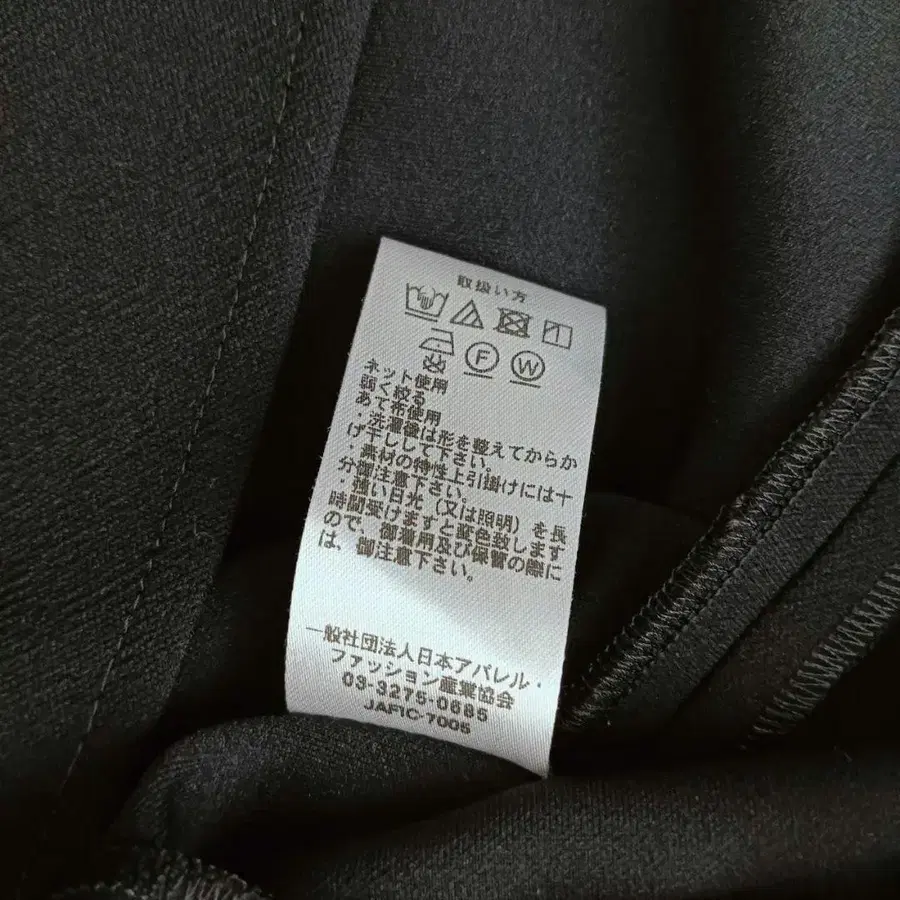 取扱い方
F W
ネット使用
弱く絞る
あて布使用
・洗濯後は形を整えてからか
げ干しして下さい。
・素材の特性上引掛けには十
分御注意下さい。
・強い日光（又は照明）を長
時間受けますと変色致します
ので、御着用及び保管の際に
は、御注意下さい。
一般社団法人日本アパレル・
ファッション産業協会
03-3275-0685
JAFIC-7005